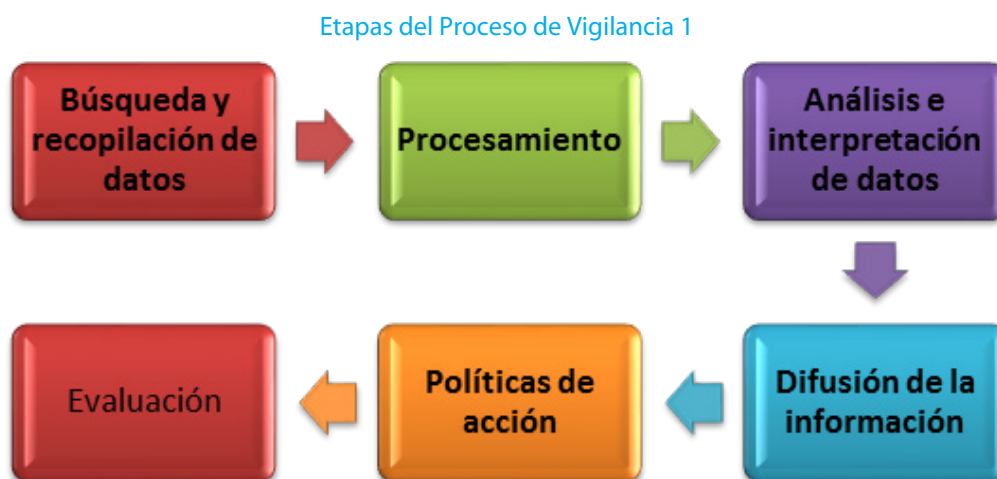 Etapas del Proceso de Vigilancia 1
Búsqueda y
recopilación de
datos
Procesamiento
Análisis e
interpretación
de datos
Difusión de la
información
Políticas de
acción
Evaluación